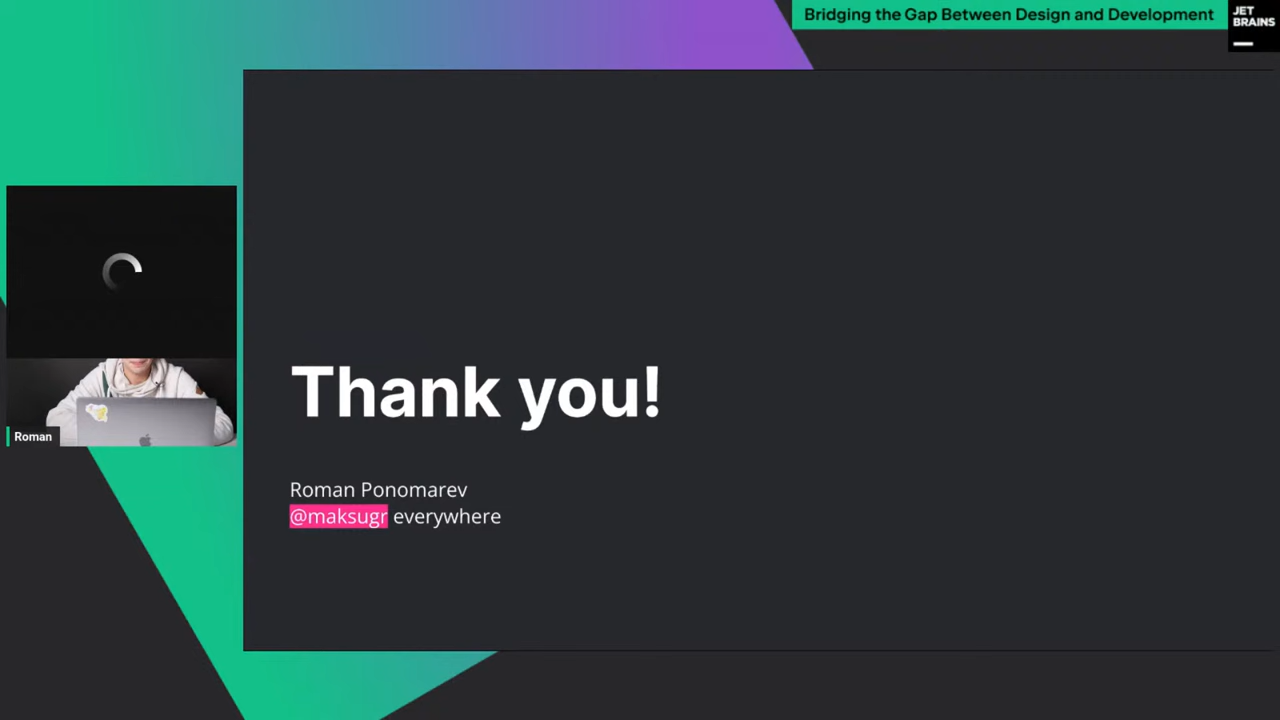 Bridging the Gap Between Design and Development
JET
BRAINS
Thank you!
Roman
Roman Ponomarev
@maksugr everywhere